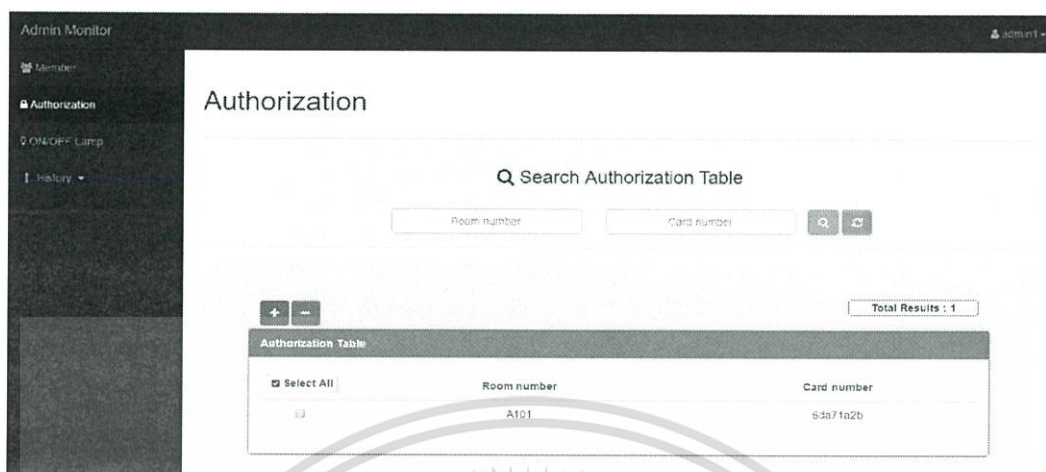 Admin Monitor
admin1
Member
Authorization
ON/OFF Lamp
History
Authorization
Search Authorization Table
Room number Card number
Total Results : 1
Authorization Table
Select All Room number Card number
A101 6da71a2b